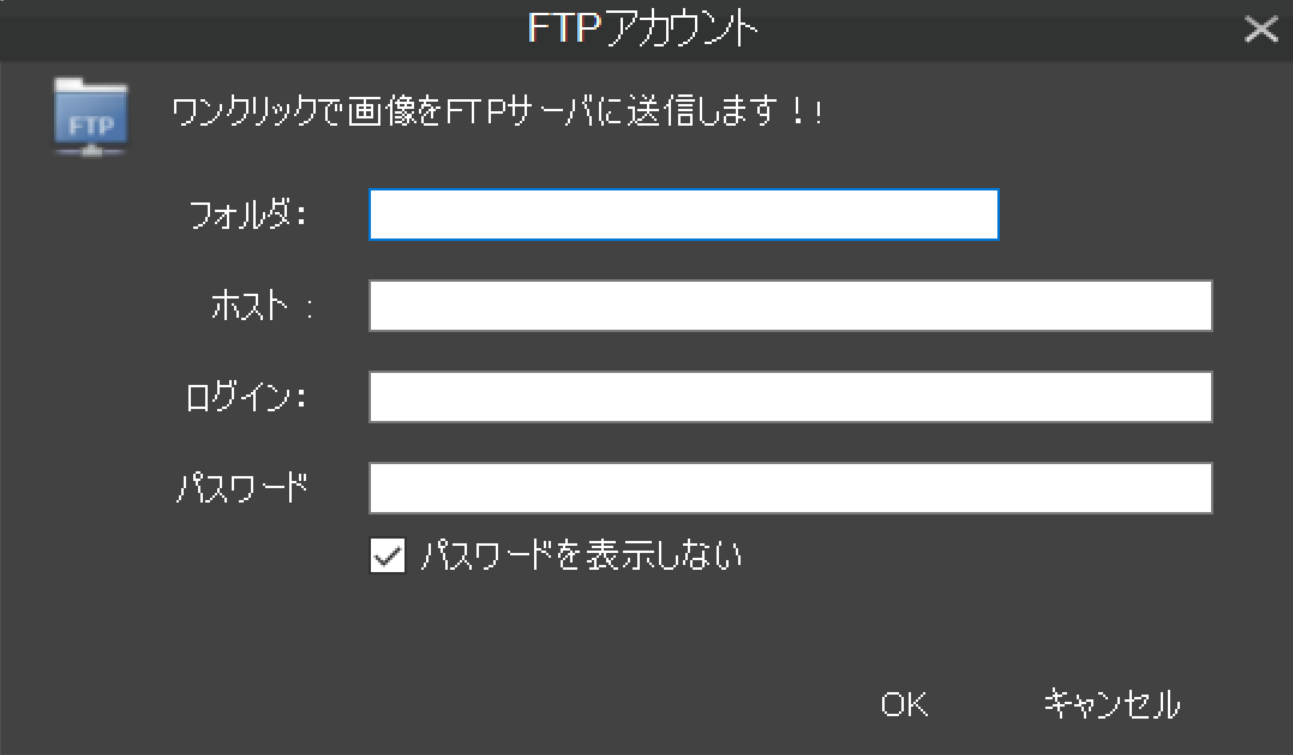 FTPアカウント
FTP
ワンクリックで画像をFTPサーバに送信します！!
フォルダ：
ホスト :
ログイン：
パスワード
パスワードを表示しない
OK キャンセル